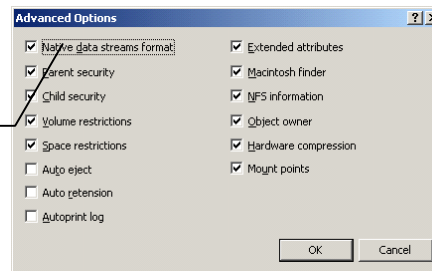 Advanced Options
Native data streams format
Parent security
Child security
Volume restrictions
Space restrictions
Auto eject
Auto retension
Autoprint log
Extended attributes
Macintosh finder
NFS information
Object owner
Hardware compression
Mount points
OK
Cancel